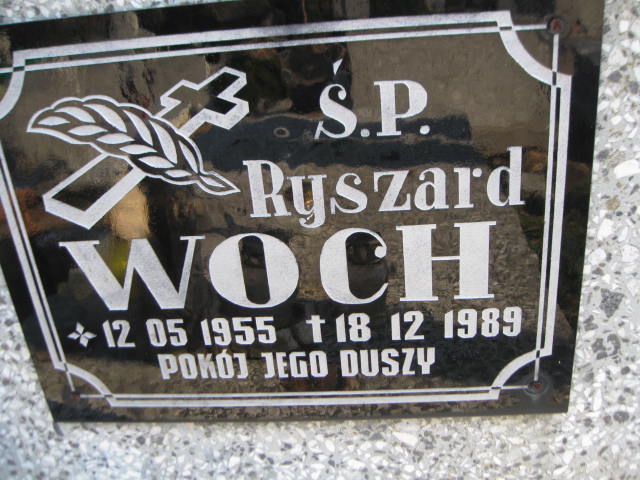 Ś.P.
Ryszard
WOCH
12 05 1955 † 18 12 1989
POKÓJ JEGO DUSZY